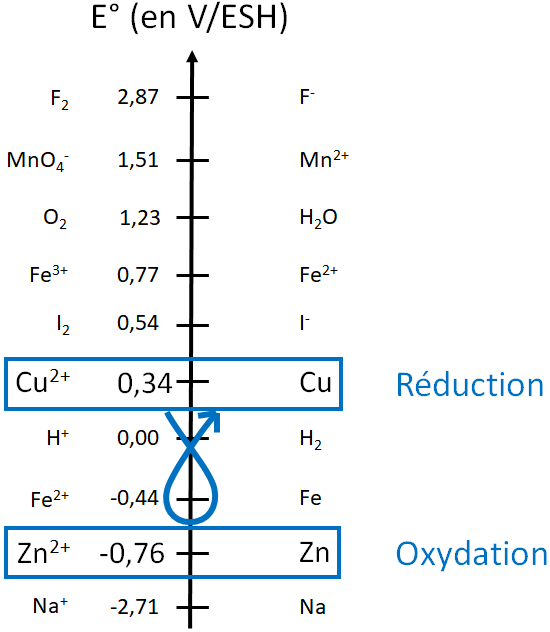 E° (en V/ESH)
F₂ 2,87 F⁻
MnO₄⁻ 1,51 Mn²⁺
O₂ 1,23 H₂O
Fe³⁺ 0,77 Fe²⁺
I₂ 0,54 I⁻
Cu²⁺ 0,34 Cu Réduction
H⁺ 0,00 H₂
Fe²⁺ -0,44 Fe
Zn²⁺ -0,76 Zn Oxydation
Na⁺ -2,71 Na